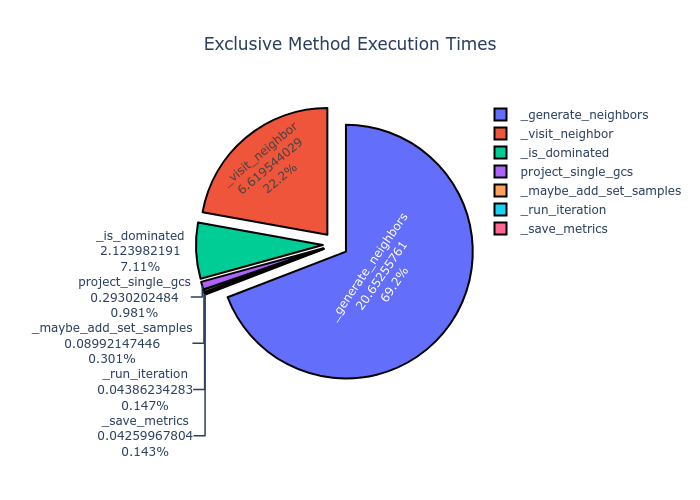 Exclusive Method Execution Times
_generate_neighbors
20.65255761
69.2%
_visit_neighbor
6.619544029
22.2%
_is_dominated
2.123982191
7.11%
project_single_gcs
0.2930202484
0.981%
_maybe_add_set_samples
0.08992147446
0.301%
_run_iteration
0.04386234283
0.147%
_save_metrics
0.04259967804
0.143%
_generate_neighbors
_visit_neighbor
_is_dominated
project_single_gcs
_maybe_add_set_samples
_run_iteration
_save_metrics